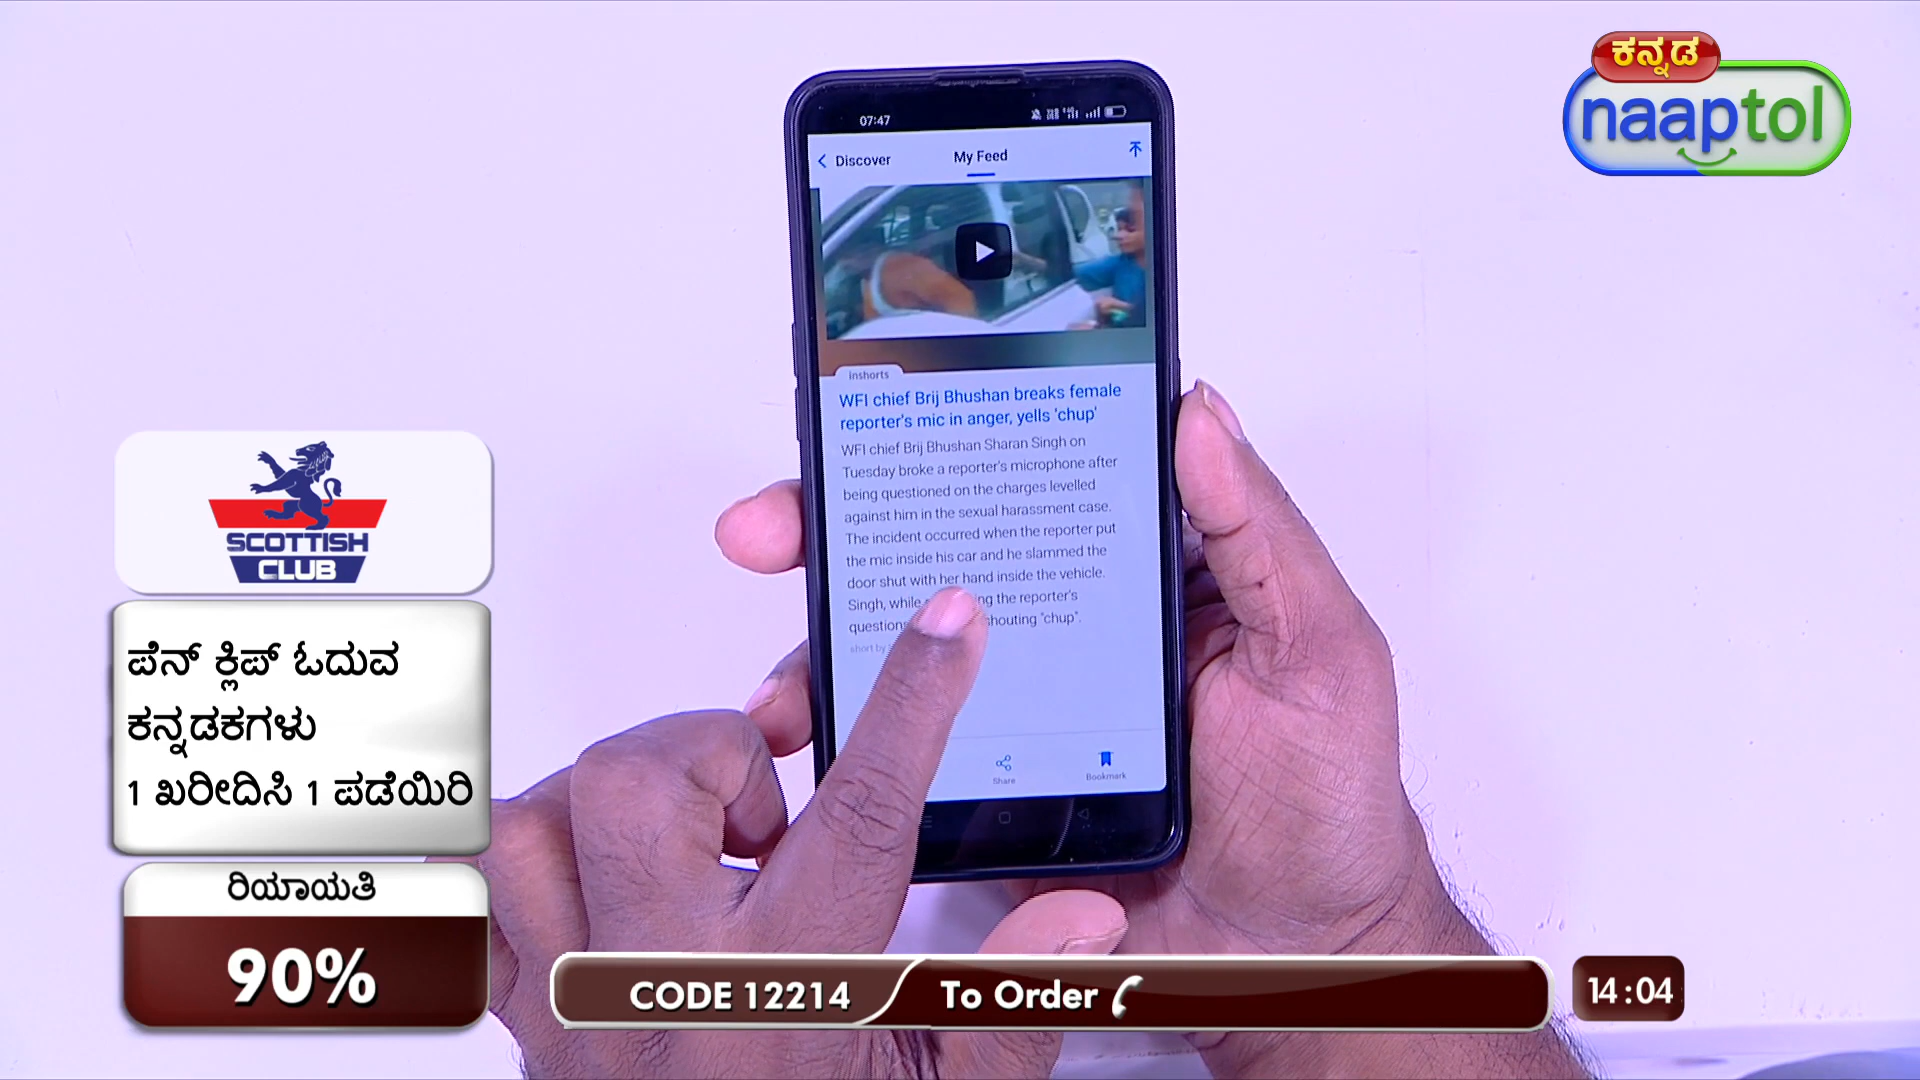 ಕನ್ನಡ
naaptol
07:47
Discover
My Feed
inshorts
WFI chief Brij Bhushan breaks female
reporter's mic in anger, yells 'chup'
WFI chief Brij Bhushan Sharan Singh on
Tuesday broke a reporter's microphone after
being questioned on the charges levelled
against him in the sexual harassment case.
The incident occurred when the reporter put
the mic inside his car and he slammed the
door shut with her hand inside the vehicle.
Singh, while the reporter's
shouting "chup".
short by
Share
Bookmark
SCOTTISH
CLUB
ಪೆನ್ ಕ್ಲಿಪ್ ಓದುವ
ಕನ್ನಡಕಗಳು
1 ಖರೀದಿಸಿ 1 ಪಡೆಯಿರಿ
ರಿಯಾಯತಿ
90%
CODE 12214
To Order
14:04